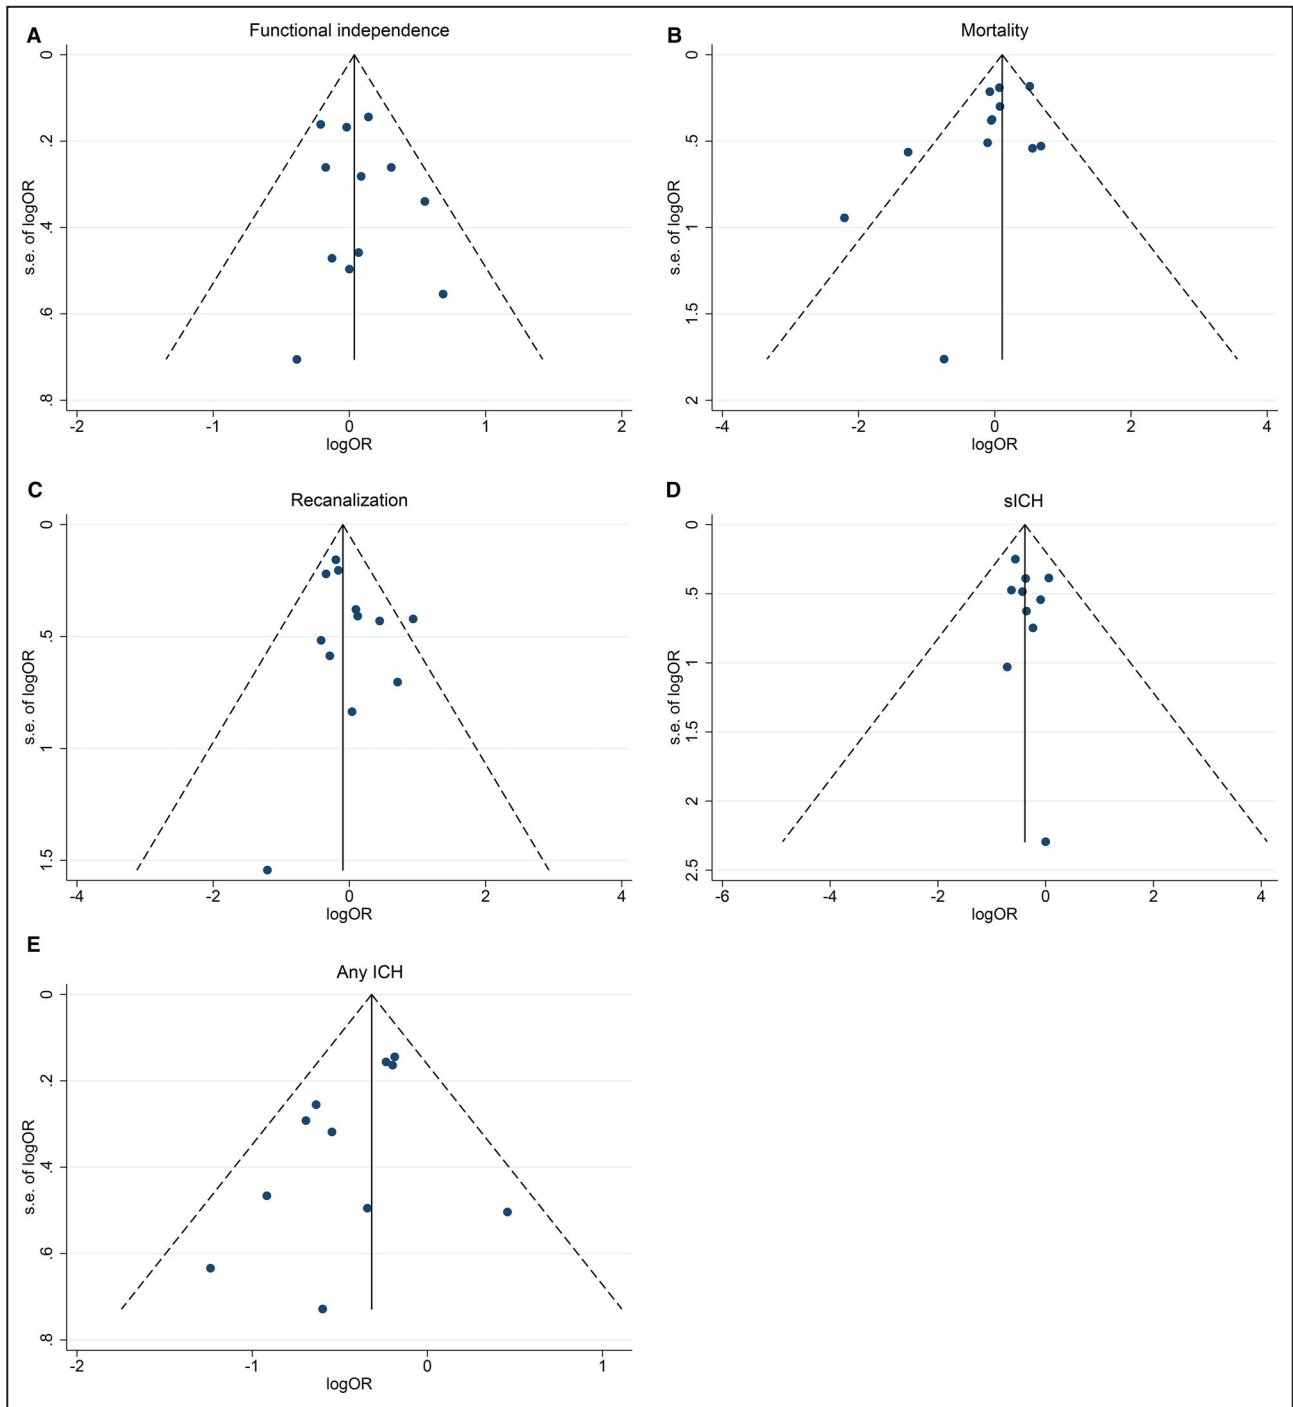 A
Functional independence
0
.2
.4
.6
.8
s.e. of logOR
-2 -1 0 1 2
logOR
B
Mortality
0
.5
1
1.5
2
s.e. of logOR
-4 -2 0 2 4
logOR
C
Recanalization
0
.5
1
1.5
s.e. of logOR
-4 -2 0 2 4
logOR
D
sICH
0
.5
1
1.5
2
2.5
s.e. of logOR
-6 -4 -2 0 2 4
logOR
E
Any ICH
0
.2
.4
.6
.8
s.e. of logOR
-2 -1 0 1
logOR